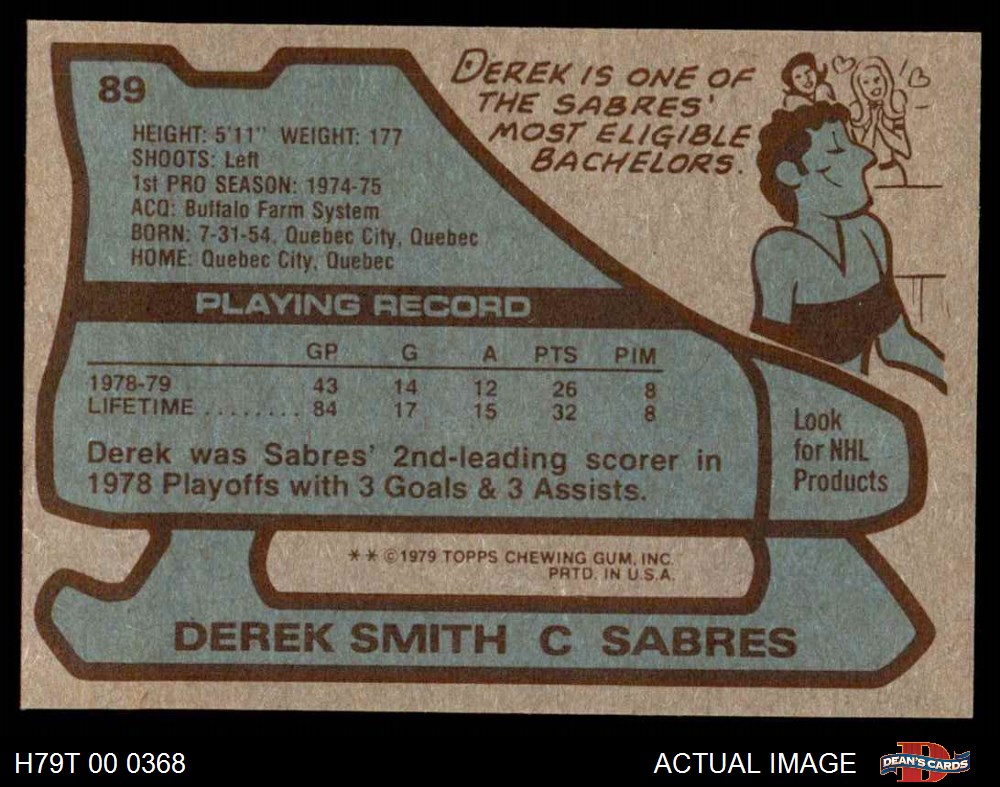 89
DEREK IS ONE OF
THE SABRES'
MOST ELIGIBLE
BACHELORS.
HEIGHT: 5'11" WEIGHT: 177
SHOOTS: Left
1st PRO SEASON: 1974-75
ACQ: Buffalo Farm System
BORN: 7-31-54, Quebec City, Quebec
HOME: Quebec City, Quebec
PLAYING RECORD
GP G A PTS PIM
1978-79 43 14 12 26 8
LIFETIME ........ 84 17 15 32 8
Derek was Sabres' 2nd-leading scorer in
1978 Playoffs with 3 Goals & 3 Assists.
Look
for NHL
Products
** ©1979 TOPPS CHEWING GUM, INC.
PRTD. IN U.S.A.
DEREK SMITH C SABRES
H79T 00 0368
ACTUAL IMAGE
D
DEAN'S CARDS